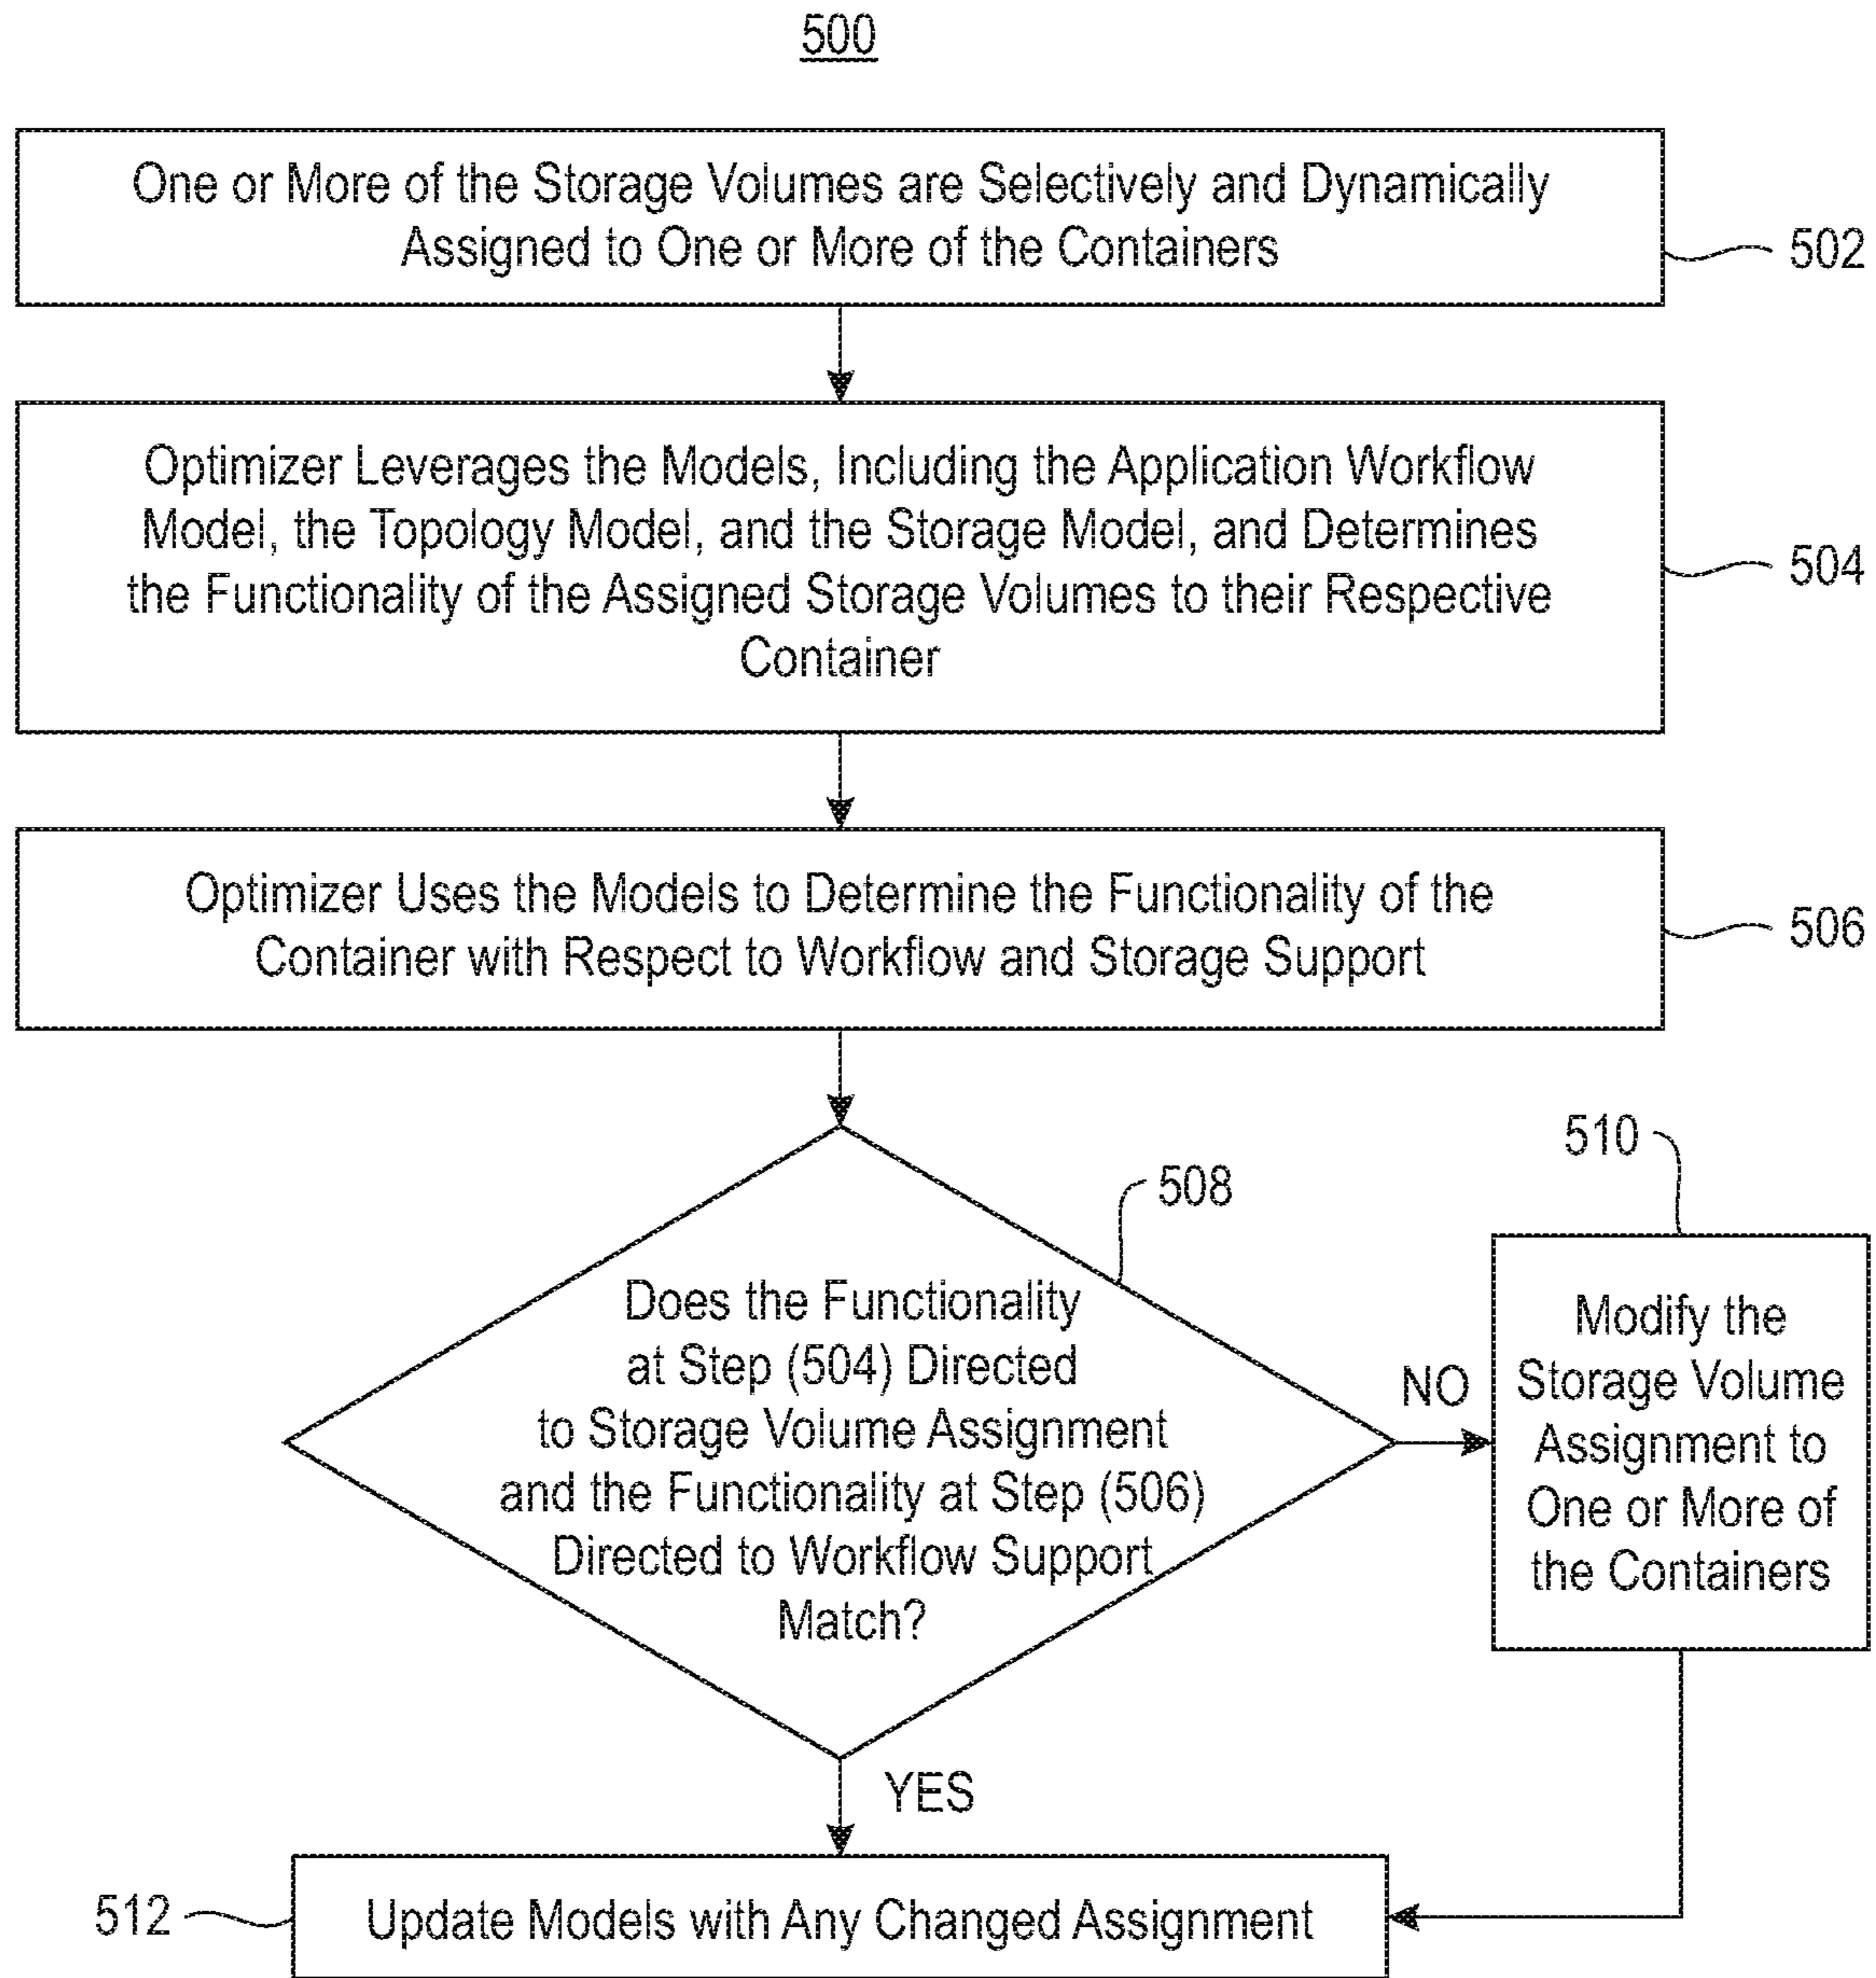 500
One or More of the Storage Volumes are Selectively and Dynamically
Assigned to One or More of the Containers
502
Optimizer Leverages the Models, Including the Application Workflow
Model, the Topology Model, and the Storage Model, and Determines
the Functionality of the Assigned Storage Volumes to their Respective
Container
504
Optimizer Uses the Models to Determine the Functionality of the
Container with Respect to Workflow and Storage Support
506
508
Does the Functionality
at Step (504) Directed
to Storage Volume Assignment
and the Functionality at Step (506)
Directed to Workflow Support
Match?
NO
510
Modify the
Storage Volume
Assignment to
One or More of
the Containers
YES
512
Update Models with Any Changed Assignment